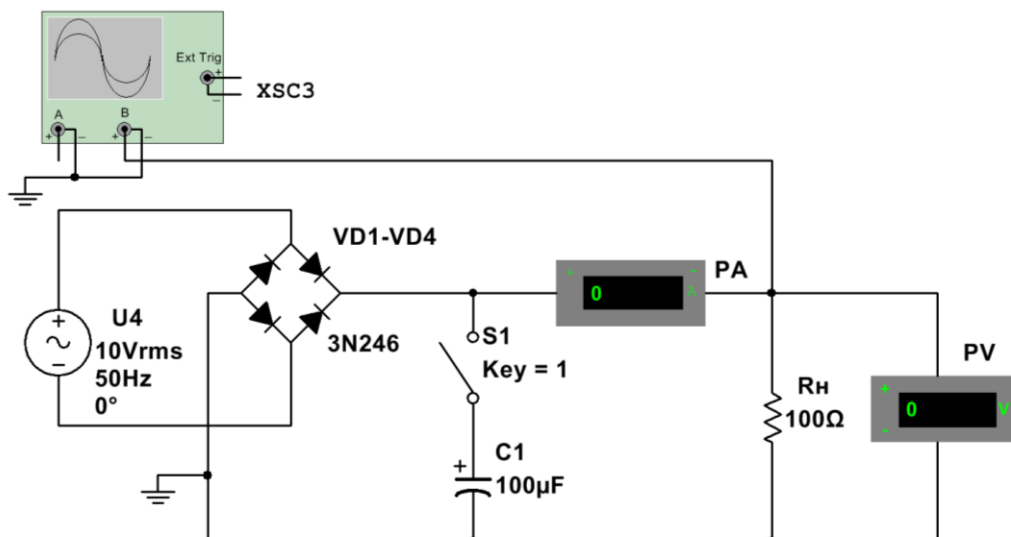 Ext Trig
+
XSC3
_
A
B
+
_
+
_
VD1-VD4
PA
+
-
0
A
U4
10Vrms
50Hz
0°
+
3N246
S1
Key = 1
PV
Rн
100Ω
+
0
V
-
C1
+
100µF